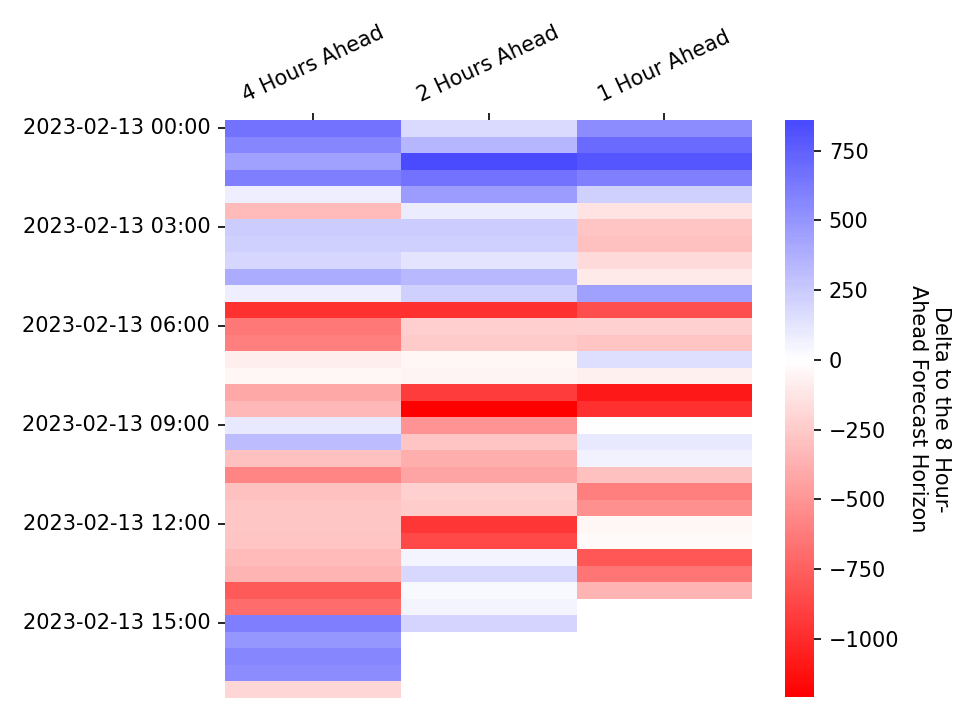 4 Hours Ahead
2 Hours Ahead
1 Hour Ahead
2023-02-13 00:00
2023-02-13 03:00
2023-02-13 06:00
2023-02-13 09:00
2023-02-13 12:00
2023-02-13 15:00
750
500
250
0
−250
−500
−750
−1000
Delta to the 8 Hour-
Ahead Forecast Horizon